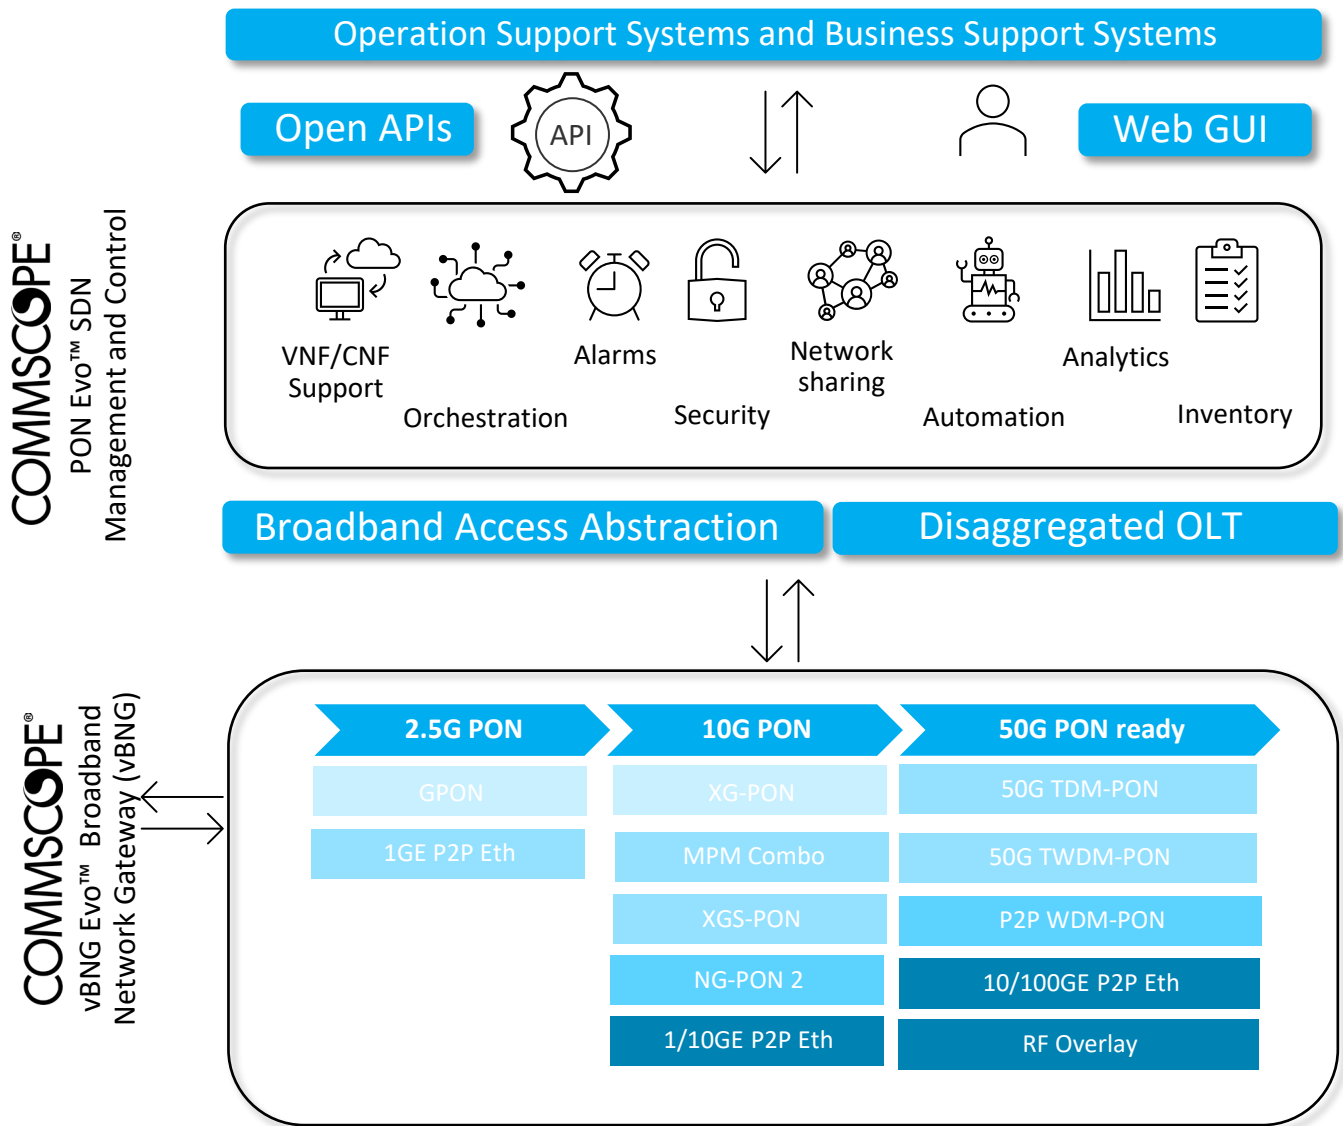 Operation Support Systems and Business Support Systems
Open APIs
API
Web GUI
COMMSCOPE®
PON Evo™ SDN
Management and Control
VNF/CNF
Support
Orchestration
Alarms
Security
Network
sharing
Automation
Analytics
Inventory
Broadband Access Abstraction
Disaggregated OLT
COMMSCOPE®
vBNG Evo™ Broadband
Network Gateway (vBNG)
2.5G PON
GPON
1GE P2P Eth
10G PON
XG-PON
MPM Combo
XGS-PON
NG-PON 2
1/10GE P2P Eth
50G PON ready
50G TDM-PON
50G TWDM-PON
P2P WDM-PON
10/100GE P2P Eth
RF Overlay